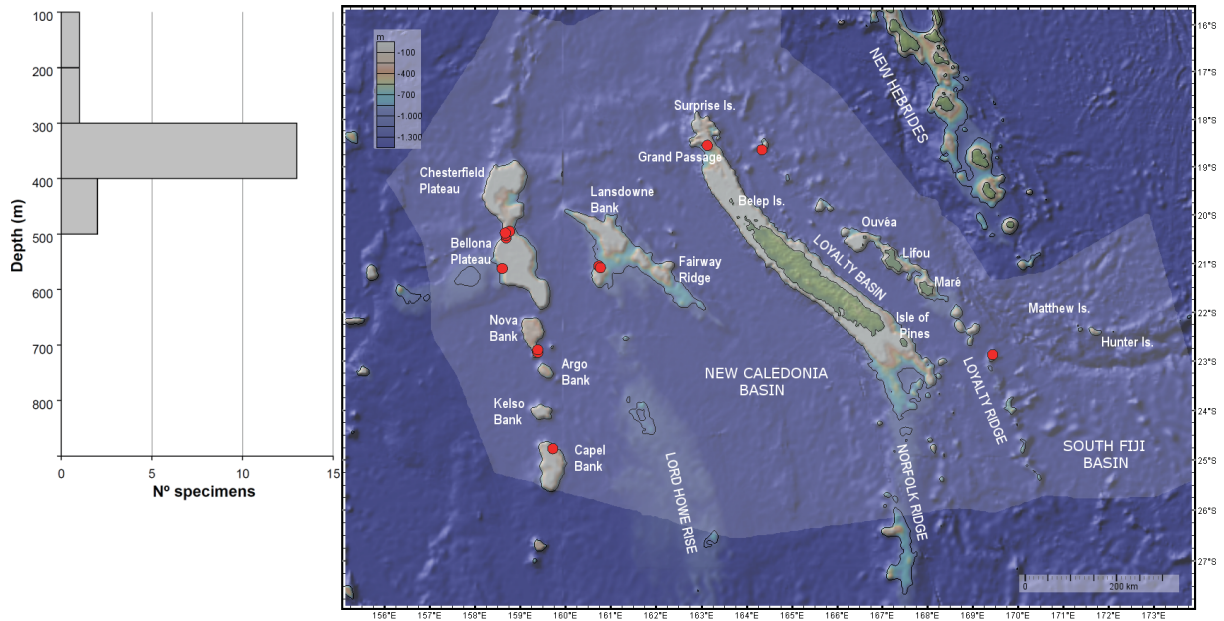 100
200
300
400
500
600
700
800
Depth (m)
0
5
10
15
Nº specimens
m
-100
-400
-700
-1.000
-1.300
Surprise Is.
Grand Passage
NEW HEBRIDES
Chesterfield
Plateau
Lansdowne
Bank
Belep Is.
Ouvéa
Lifou
Maré
LOYALTY BASIN
Bellona
Plateau
Fairway
Ridge
Isle of
Pines
Matthew Is.
Hunter Is.
Nova
Bank
Argo
Bank
Kelso
Bank
Capel
Bank
NEW CALEDONIA
BASIN
LOYALTY RIDGE
SOUTH FIJI
BASIN
LORD HOWE RISE
NORFOLK RIDGE
0
200 km
16°S
17°S
18°S
19°S
20°S
21°S
22°S
23°S
24°S
25°S
26°S
27°S
156°E
157°E
158°E
159°E
160°E
161°E
162°E
163°E
164°E
165°E
166°E
167°E
168°E
169°E
170°E
171°E
172°E
173°E